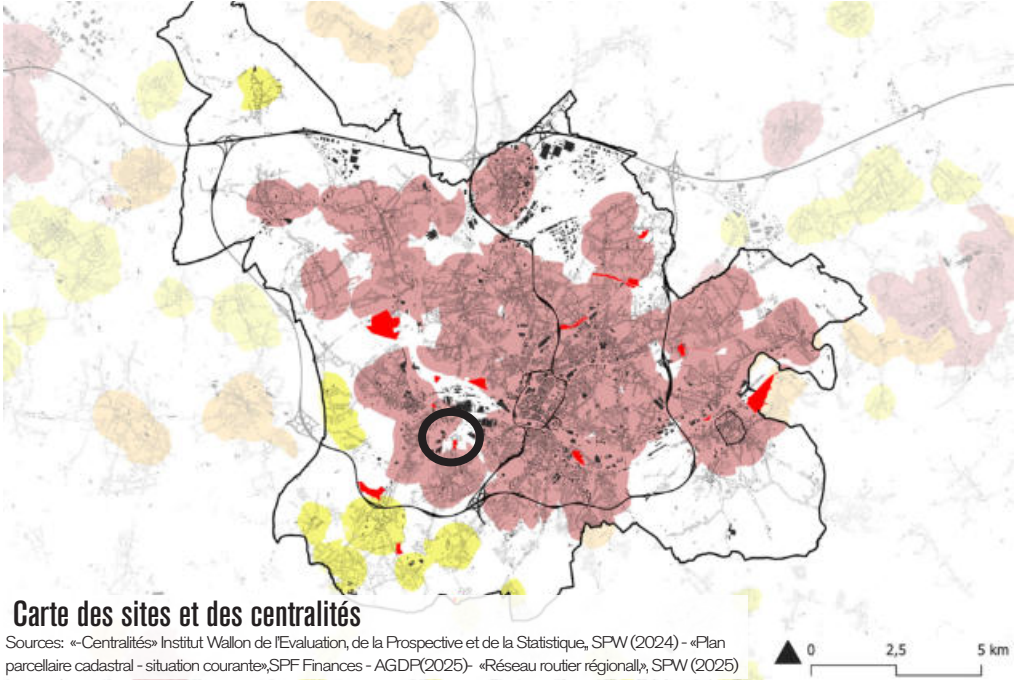 Carte des sites et des centralités
Sources: «-Centralités» Institut Wallon de l'Evaluation, de la Prospective et de la Statistique,, SPW (2024) - «Plan
parcellaire cadastral - situation courante»,SPF Finances - AGDP(2025)- «Réseau routier régional», SPW (2025)
0 2,5 5 km